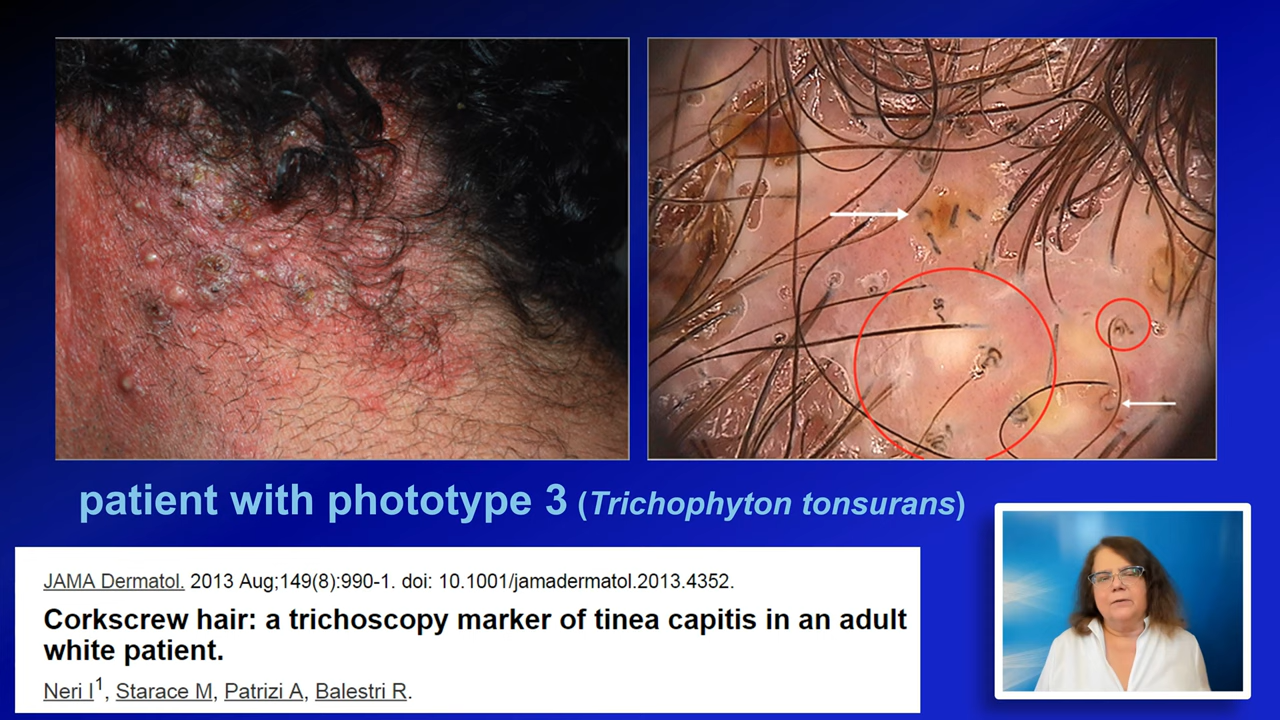 patient with phototype 3 (Trichophyton tonsurans)
JAMA Dermatol. 2013 Aug;149(8):990-1. doi: 10.1001/jamadermatol.2013.4352.
Corkscrew hair: a trichoscopy marker of tinea capitis in an adult
white patient.
Neri I1, Starace M, Patrizi A, Balestri R.